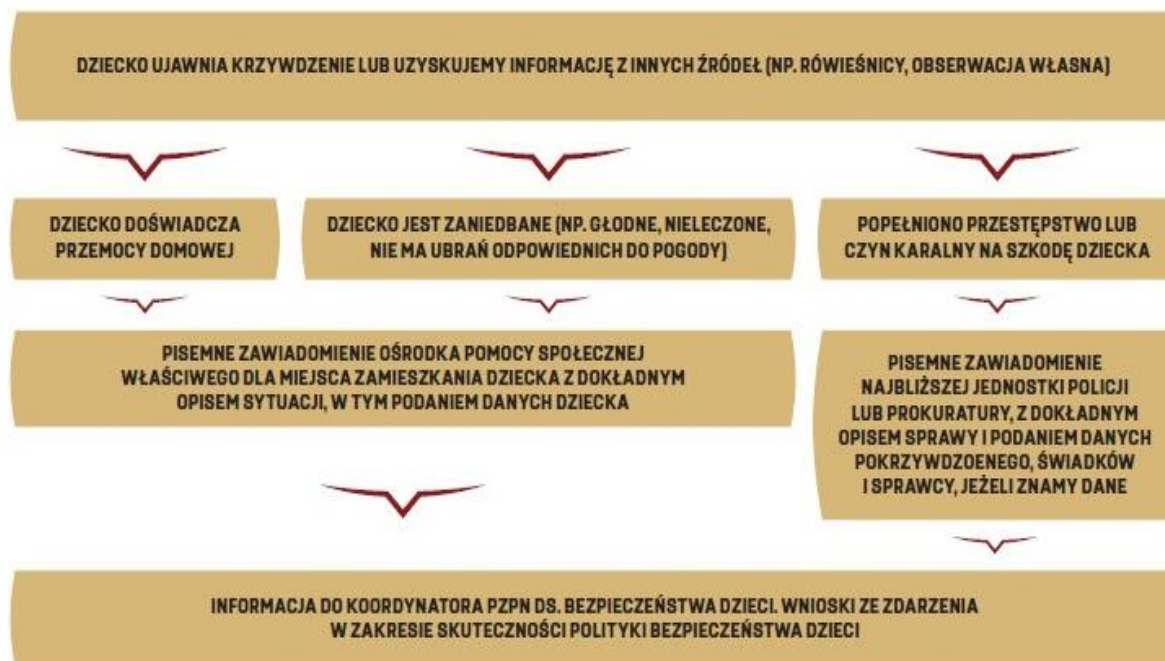 DZIECKO UJAWNIA KRZYWDZENIE LUB UZYSKUJEMY INFORMACJĘ Z INNYCH ŹRÓDEŁ (NP. RÓWIEŚNICY, OBSERWACJA WŁASNA)
DZIECKO DOŚWIADCZA
PRZEMOCY DOMOWEJ
DZIECKO JEST ZANIEDBANE (NP. GŁODNE, NIELECZONE,
NIE MA UBRAŃ ODPOWIEDNICH DO POGODY)
POPEŁNIONO PRZESTĘPSTWO LUB
CZYN KARALNY NA SZKODĘ DZIECKA
PISEMNE ZAWIADOMIENIE OŚRODKA POMOCY SPOŁECZNEJ
WŁAŚCIWEGO DLA MIEJSCA ZAMIESZKANIA DZIECKA Z DOKŁADNYM
OPISEM SYTUACJI, W TYM PODANIEM DANYCH DZIECKA
PISEMNE ZAWIADOMIENIE
NAJBLIŻSZEJ JEDNOSTKI POLICJI
LUB PROKURATURY, Z DOKŁADNYM
OPISEM SPRAWY I PODANIEM DANYCH
POKRZYWDZOENEGO, ŚWIADKÓW
I SPRAWCY, JEŻELI ZNAMY DANE
INFORMACJA DO KOORDYNATORA PZPN DS. BEZPIECZEŃSTWA DZIECI. WNIOSKI ZE ZDARZENIA
W ZAKRESIE SKUTECZNOŚCI POLITYKI BEZPIECZEŃSTWA DZIECI